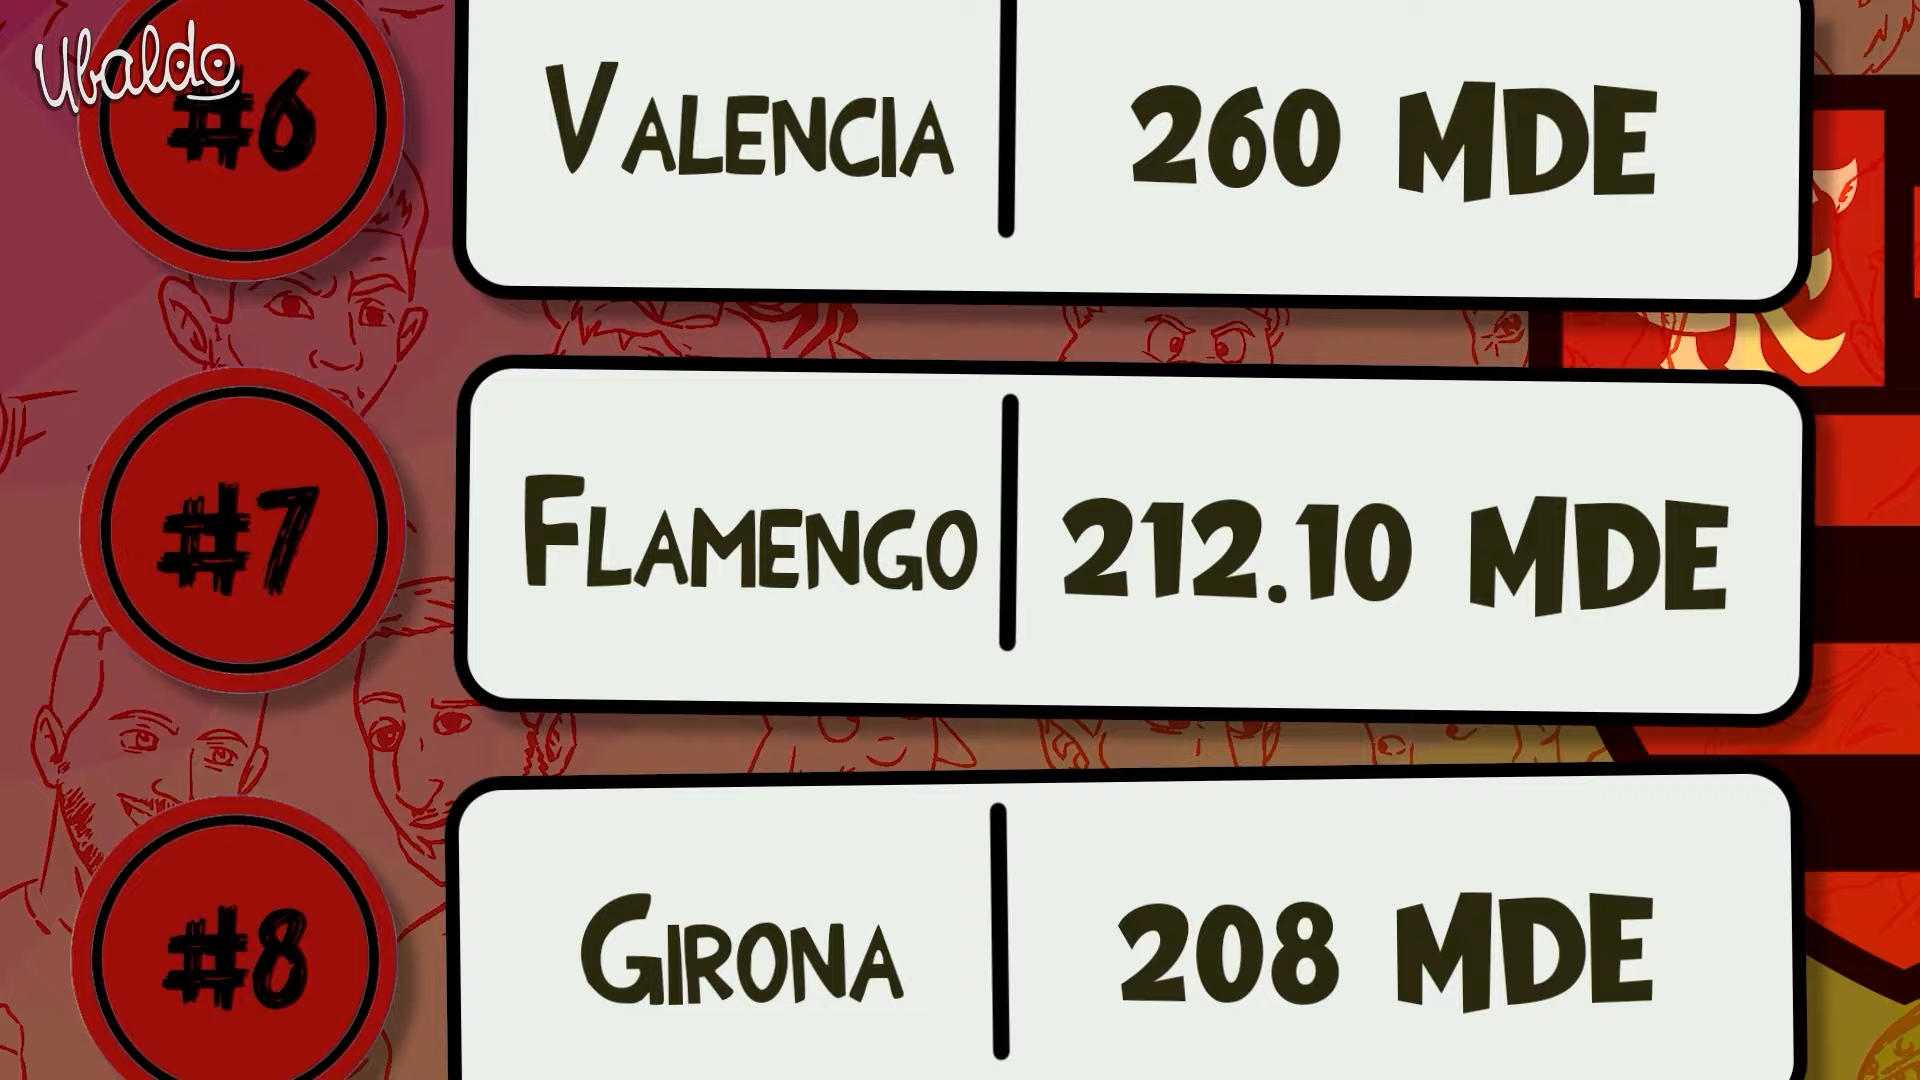 Ubaldo
#6
VALENCIA
260 MDE
#7
FLAMENGO
212.10 MDE
#8
GIRONA
208 MDE